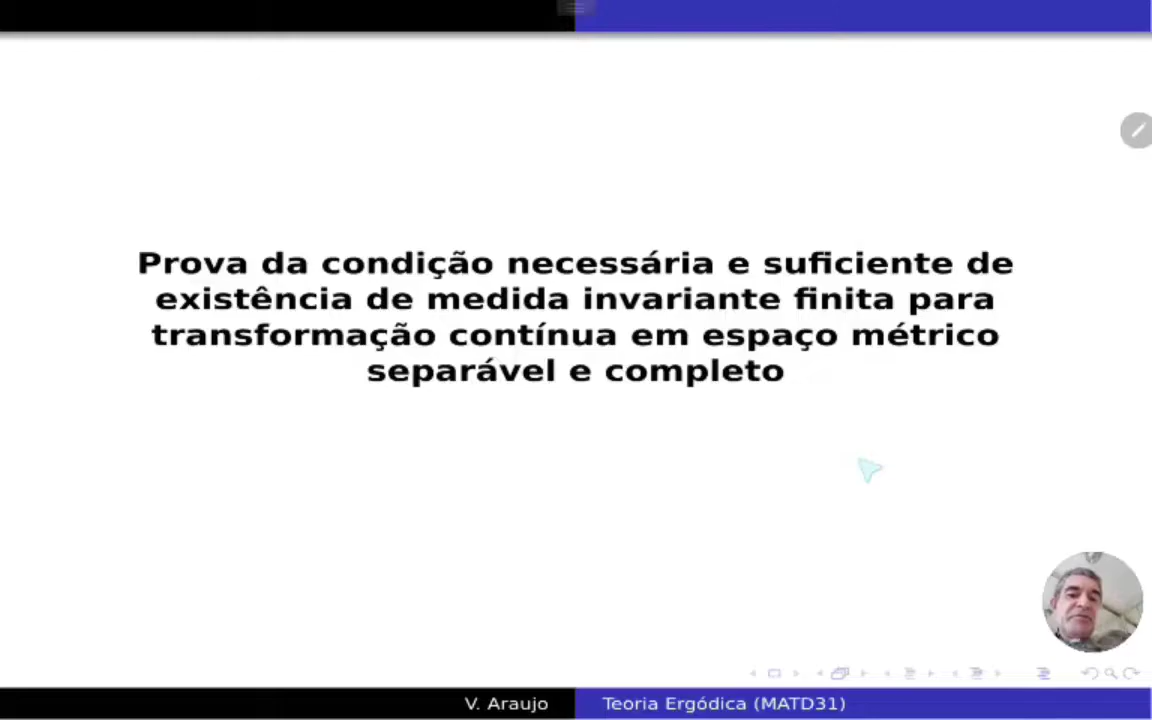 Prova da condição necessária e suficiente de
existência de medida invariante finita para
transformação contínua em espaço métrico
separável e completo
V. Araujo
Teoria Ergódica (MATD31)